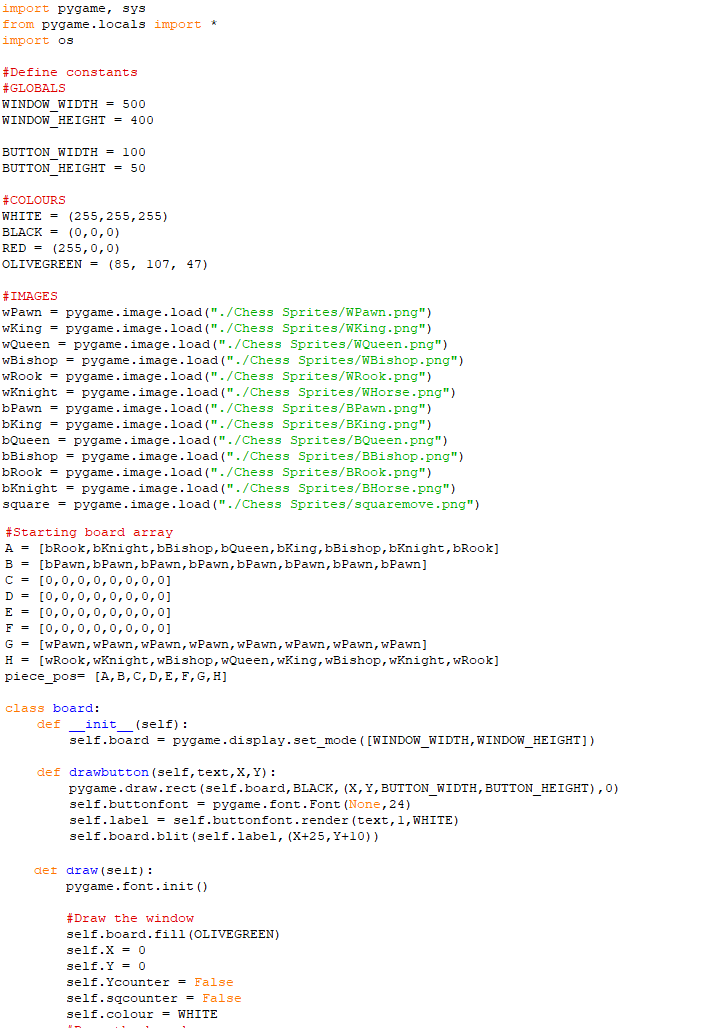 import pygame, sys
from pygame.locals import *
import os
#Define constants
#GLOBALS
WINDOW_WIDTH = 500
WINDOW_HEIGHT = 400
BUTTON_WIDTH = 100
BUTTON_HEIGHT = 50
#COLOURS
WHITE = (255,255,255)
BLACK = (0,0,0)
RED = (255,0,0)
OLIVEGREEN = (85, 107, 47)
#IMAGES
wPawn = pygame.image.load("./Chess Sprites/WPawn.png")
wKing = pygame.image.load("./Chess Sprites/WKing.png")
wQueen = pygame.image.load("./Chess Sprites/WQueen.png")
wBishop = pygame.image.load("./Chess Sprites/WBishop.png")
wRook = pygame.image.load("./Chess Sprites/WRook.png")
wKnight = pygame.image.load("./Chess Sprites/WHorse.png")
bPawn = pygame.image.load("./Chess Sprites/BPawn.png")
bKing = pygame.image.load("./Chess Sprites/BKing.png")
bQueen = pygame.image.load("./Chess Sprites/BQueen.png")
bBishop = pygame.image.load("./Chess Sprites/BBishop.png")
bRook = pygame.image.load("./Chess Sprites/BRook.png")
bKnight = pygame.image.load("./Chess Sprites/BHorse.png")
square = pygame.image.load("./Chess Sprites/squaremove.png")
#Starting board array
A = [bRook,bKnight,bBishop,bQueen,bKing,bBishop,bKnight,bRook]
B = [bPawn,bPawn,bPawn,bPawn,bPawn,bPawn,bPawn,bPawn]
C = [0,0,0,0,0,0,0,0]
D = [0,0,0,0,0,0,0,0]
E = [0,0,0,0,0,0,0,0]
F = [0,0,0,0,0,0,0,0]
G = [wPawn,wPawn,wPawn,wPawn,wPawn,wPawn,wPawn,wPawn]
H = [wRook,wKnight,wBishop,wQueen,wKing,wBishop,wKnight,wRook]
piece_pos= [A,B,C,D,E,F,G,H]
class board:
    def __init__(self):
        self.board = pygame.display.set_mode([WINDOW_WIDTH,WINDOW_HEIGHT])
    def drawbutton(self,text,X,Y):
        pygame.draw.rect(self.board,BLACK,(X,Y,BUTTON_WIDTH,BUTTON_HEIGHT),0)
        self.buttonfont = pygame.font.Font(None,24)
        self.label = self.buttonfont.render(text,1,WHITE)
        self.board.blit(self.label,(X+25,Y+10))
    def draw(self):
        pygame.font.init()
        #Draw the window
        self.board.fill(OLIVEGREEN)
        self.X = 0
        self.Y = 0
        self.Ycounter = False
        self.sqcounter = False
        self.colour = WHITE